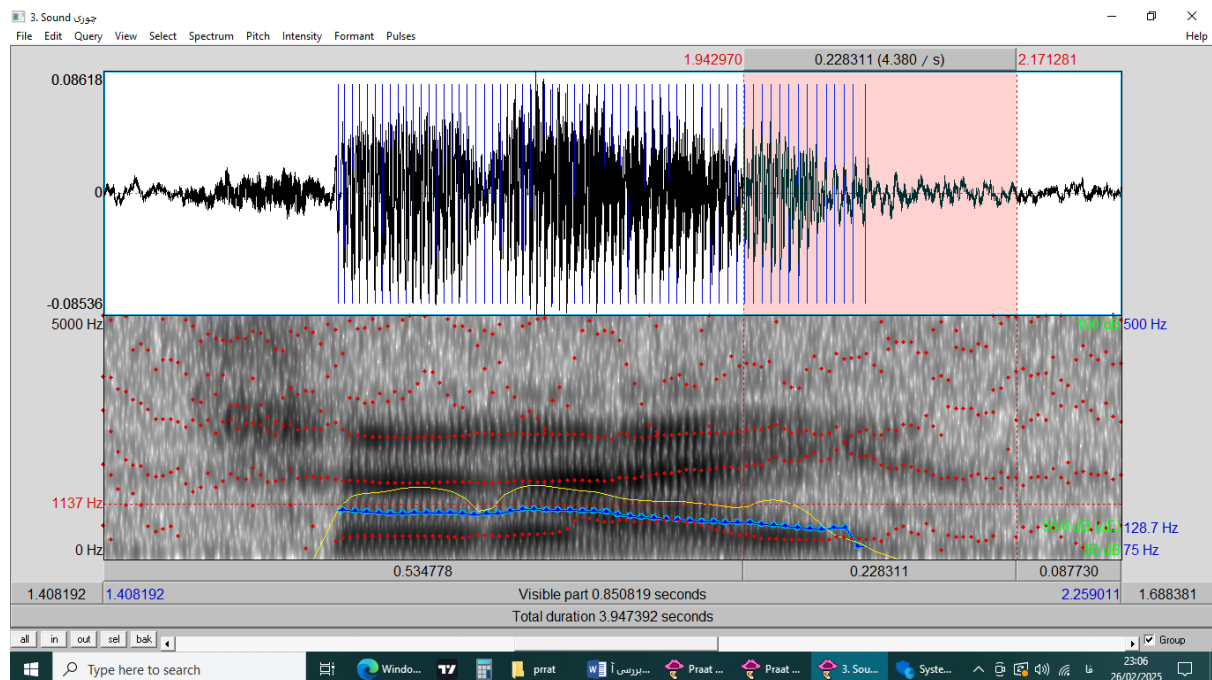 3. Sound چوری
File Edit Query View Select Spectrum Pitch Intensity Formant Pulses Help
1.942970 0.228311 (4.380 / s) 2.171281
0.08618
0
-0.08536
5000 Hz 500 Hz
1137 Hz
128.7 Hz
0 Hz 75 Hz
0.534778 0.228311 0.087730
1.408192 1.408192 Visible part 0.850819 seconds 2.259011 1.688381
Total duration 3.947392 seconds
all in out sel bak Group
Type here to search Windo... prrat بررسی آ... Praat ... Praat ... 3. Sou... Syste... فا 23:06
26/02/2025